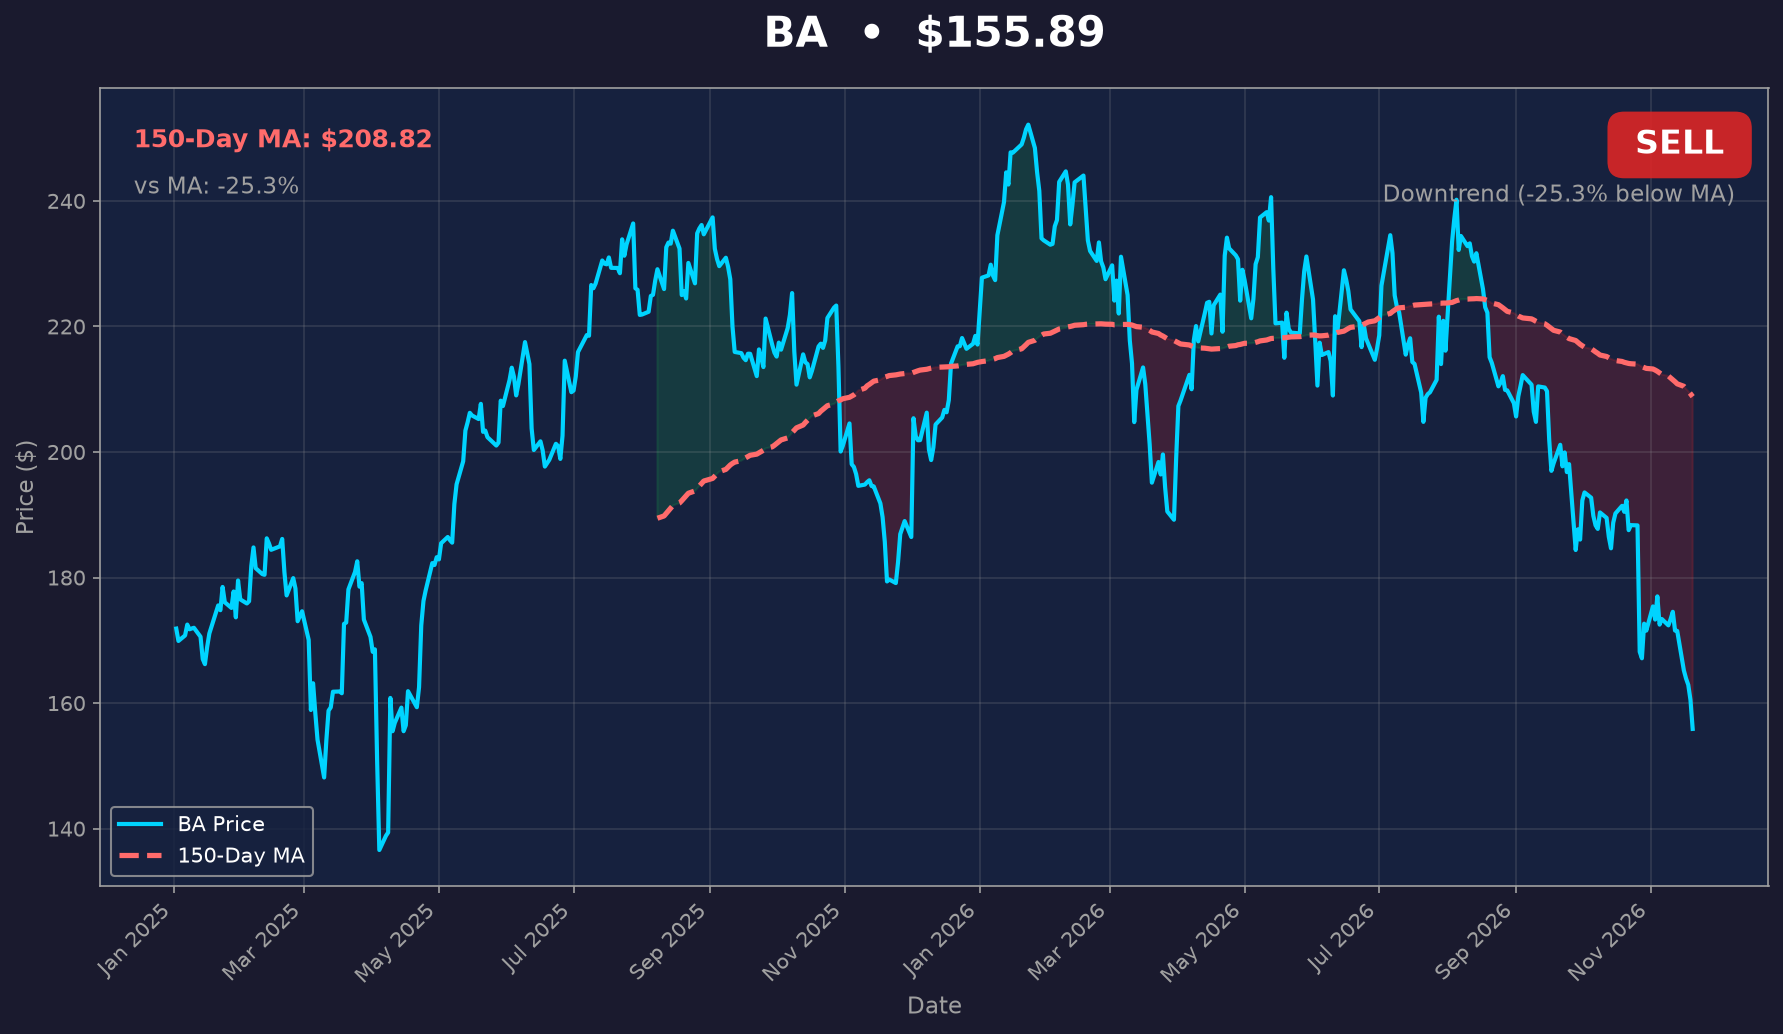 BA • $155.89
150-Day MA: $208.82
SELL
vs MA: -25.3%
Downtrend (-25.3% below MA)
Price ($)
240
220
200
180
160
140
BA Price
150-Day MA
Jan 2025
Mar 2025
May 2025
Jul 2025
Sep 2025
Nov 2025
Jan 2026
Mar 2026
May 2026
Jul 2026
Sep 2026
Nov 2026
Date